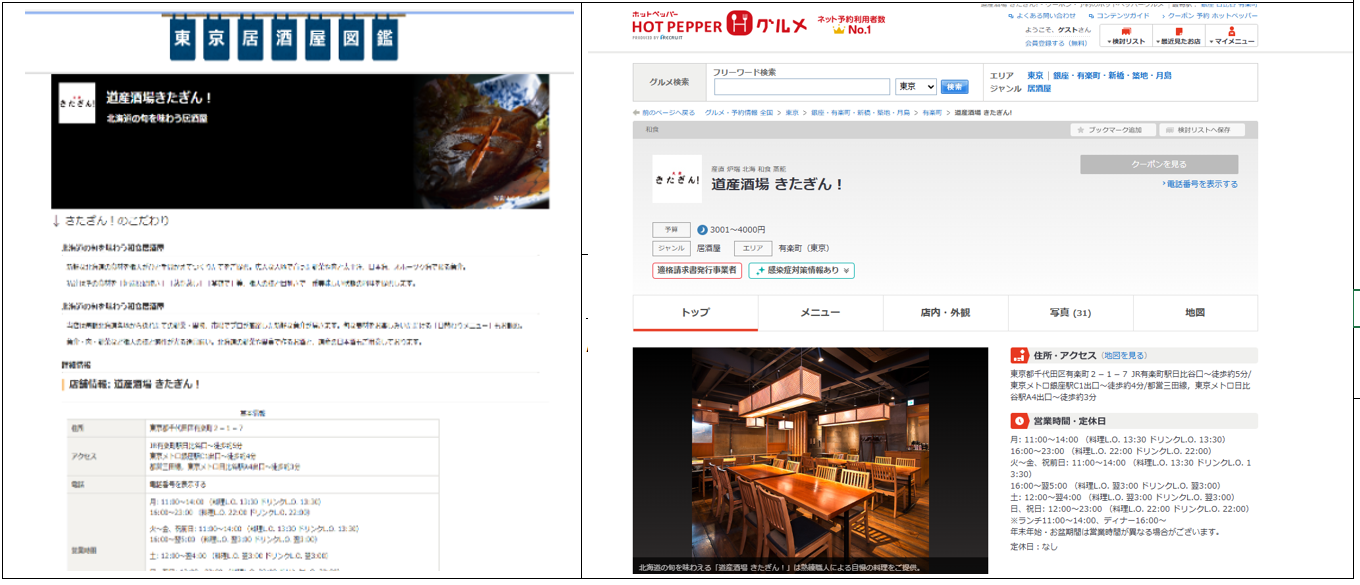 東京居酒屋図鑑
きたぎん!
道産酒場きたぎん!
北海道の旬を味わう居酒屋
↓ きたぎん!のこだわり
北海道の旬を味わう和食居酒屋
北海道の旬を味わう和食居酒屋
詳細情報
店舗情報: 道産酒場 きたぎん!
基本情報
住所
東京都千代田区有楽町2-1-7
アクセス
JR有楽町駅日比谷口~徒歩約5分
東京メトロ銀座駅C1出口~徒歩約4分
都営三田線、東京メトロ日比谷駅A4出口~徒歩約3分
電話
電話番号を表示する
営業時間
月: 11:00~14:00 (料理L.O. 13:30 ドリンクL.O. 13:30)
16:00~23:00 (料理L.O. 22:00 ドリンクL.O. 22:00)
火~金、祝前日: 11:00~14:00 (料理L.O. 13:30 ドリンクL.O. 13:30)
16:00~翌5:00 (料理L.O. 翌3:00 ドリンクL.O. 翌3:00)
土: 12:00~翌4:00 (料理L.O. 翌3:00 ドリンクL.O. 翌3:00)
ホットペッパー
HOT PEPPER グルメ
POWERED BY RECRUIT
ネット予約利用者数
No.1
よくある問い合わせ
コンテンツガイド
クーポン 予約 ホットペッパー
ようこそ、ゲストさん
会員登録する(無料)
検討リスト
最近見たお店
マイメニュー
グルメ検索
フリーワード検索
東京
検索
エリア 東京|銀座・有楽町・新橋・築地・月島
ジャンル 居酒屋
前のページへ戻る グルメ・予約情報 全国 > 東京 > 銀座・有楽町・新橋・築地・月島 > 有楽町 > 道産酒場 きたぎん!
和食
ブックマーク追加
検討リストへ保存
きたぎん!
産直 炉端 北海 和食 蒸籠
道産酒場 きたぎん!
クーポンを見る
電話番号を表示する
予算
3001~4000円
ジャンル
居酒屋
エリア
有楽町(東京)
適格請求書発行事業者
感染症対策情報あり
トップ
メニュー
店内・外観
写真 (31)
地図
北海道の旬を味わえる「道産酒場 きたぎん!」は熟練職人による自慢の料理をご提供。
住所・アクセス(地図を見る)
東京都千代田区有楽町2-1-7 JR有楽町駅日比谷口~徒歩約5分/
東京メトロ銀座駅C1出口~徒歩約4分/都営三田線、東京メトロ日比
谷駅A4出口~徒歩約3分
営業時間・定休日
月: 11:00~14:00 (料理L.O. 13:30 ドリンクL.O. 13:30)
16:00~23:00 (料理L.O. 22:00 ドリンクL.O. 22:00)
火~金、祝前日: 11:00~14:00 (料理L.O. 13:30 ドリンクL.O. 1
3:30)
16:00~翌5:00 (料理L.O. 翌3:00 ドリンクL.O. 翌3:00)
土: 12:00~翌4:00 (料理L.O. 翌3:00 ドリンクL.O. 翌3:00)
日、祝日: 12:00~23:00 (料理L.O. 22:00 ドリンクL.O. 22:00)
※ランチ11:00~14:00、ディナー16:00~
年末年始・お盆期間は営業時間が異なる場合がございます。
定休日:なし